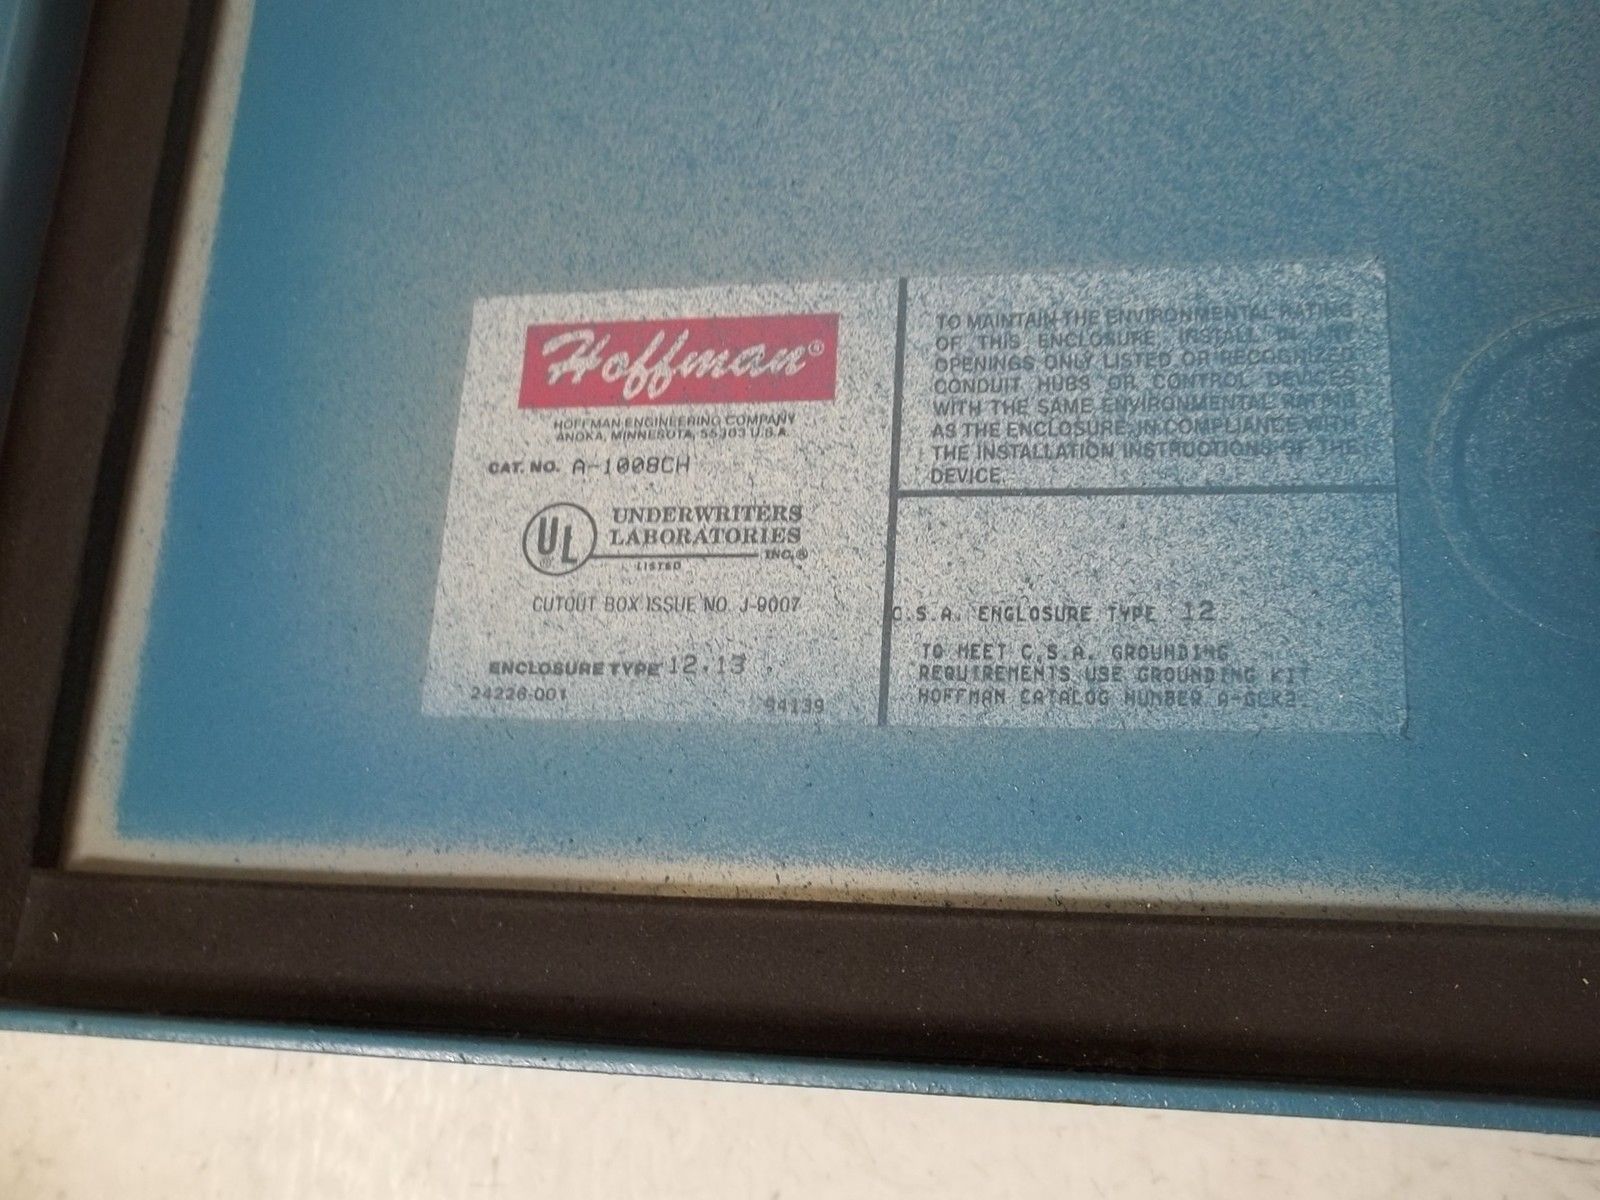 Hoffman®
HOFFMAN ENGINEERING COMPANY
ANOKA, MINNESOTA, 55303 U.S.A.
CAT. NO. A-1008CH
UL ®
UNDERWRITERS
LABORATORIES
INC.®
LISTED
CUTOUT BOX ISSUE NO. J-9007
ENCLOSURE TYPE 12,13
24226-001
94139
TO MAINTAIN THE ENVIRONMENTAL RATING
OF THIS ENCLOSURE, INSTALL IN
OPENINGS ONLY LISTED OR RECOGNIZED
CONDUIT HUBS OR CONTROL DEVICES
WITH THE SAME ENVIRONMENTAL RATING
AS THE ENCLOSURE, IN COMPLIANCE WITH
THE INSTALLATION INSTRUCTIONS OF THE
DEVICE.
C.S.A. ENCLOSURE TYPE 12
TO MEET C.S.A. GROUNDING
REQUIREMENTS USE GROUNDING KIT
HOFFMAN CATALOG NUMBER A-GLK2.